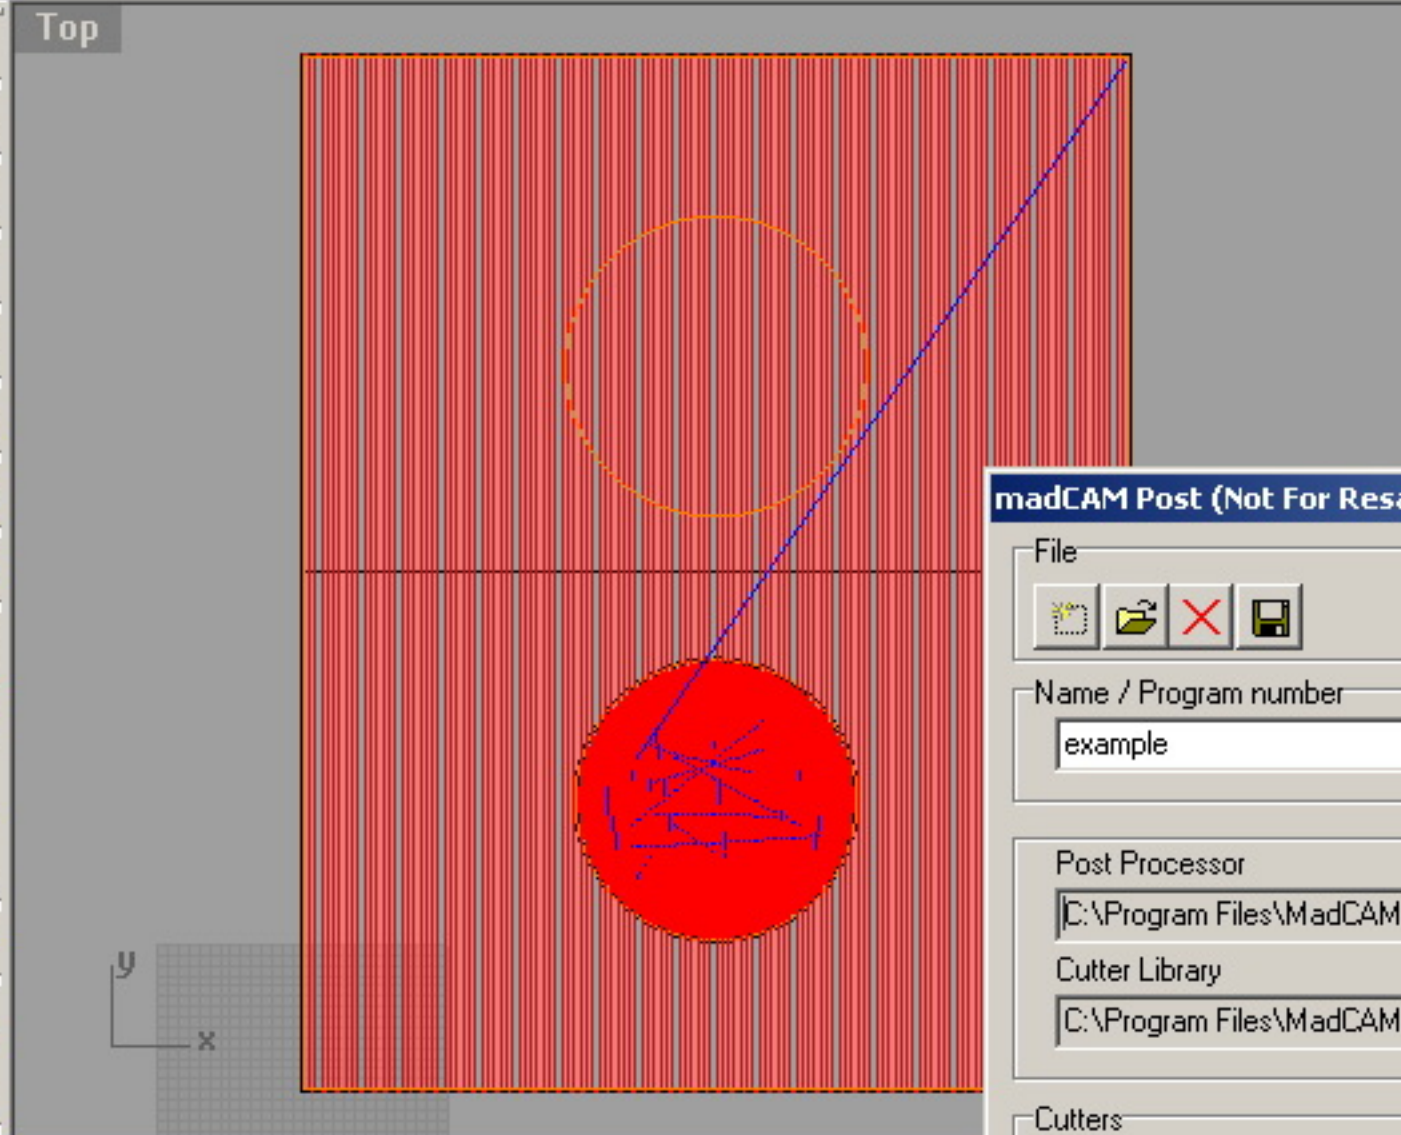 Top
madCAM Post (Not For Resa
File
Name / Program number
example
Post Processor
C:\Program Files\MadCAM
Cutter Library
C:\Program Files\MadCAM
y
x
Cutters